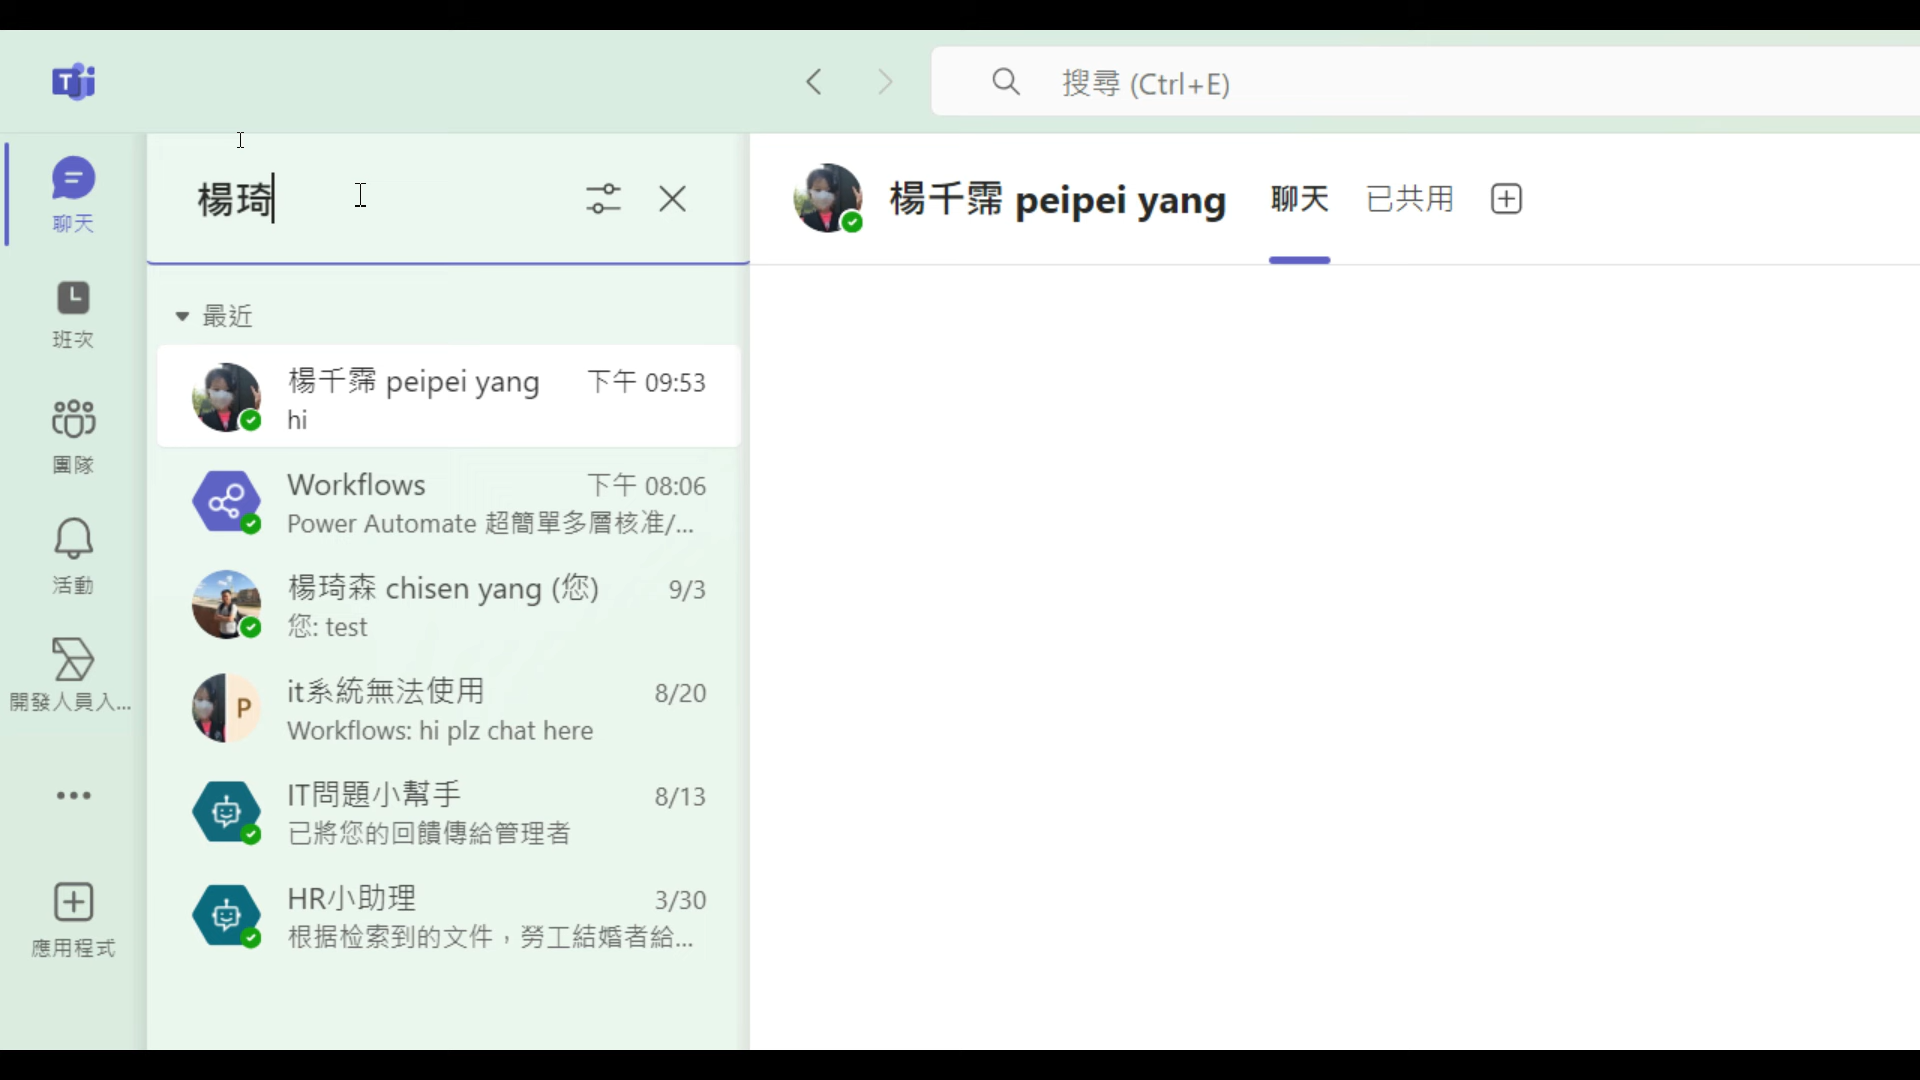 搜尋 (Ctrl+E)
聊天
班次
團隊
活動
開發人員入...
應用程式
楊琦
最近
楊千霈 peipei yang 下午 09:53
hi
Workflows 下午 08:06
Power Automate 超簡單多層核准/...
楊琦森 chisen yang (您) 9/3
您: test
P
it系統無法使用 8/20
Workflows: hi plz chat here
IT問題小幫手 8/13
已將您的回饋傳給管理者
HR小助理 3/30
根据检索到的文件，勞工結婚者給...
楊千霈 peipei yang 聊天 已共用